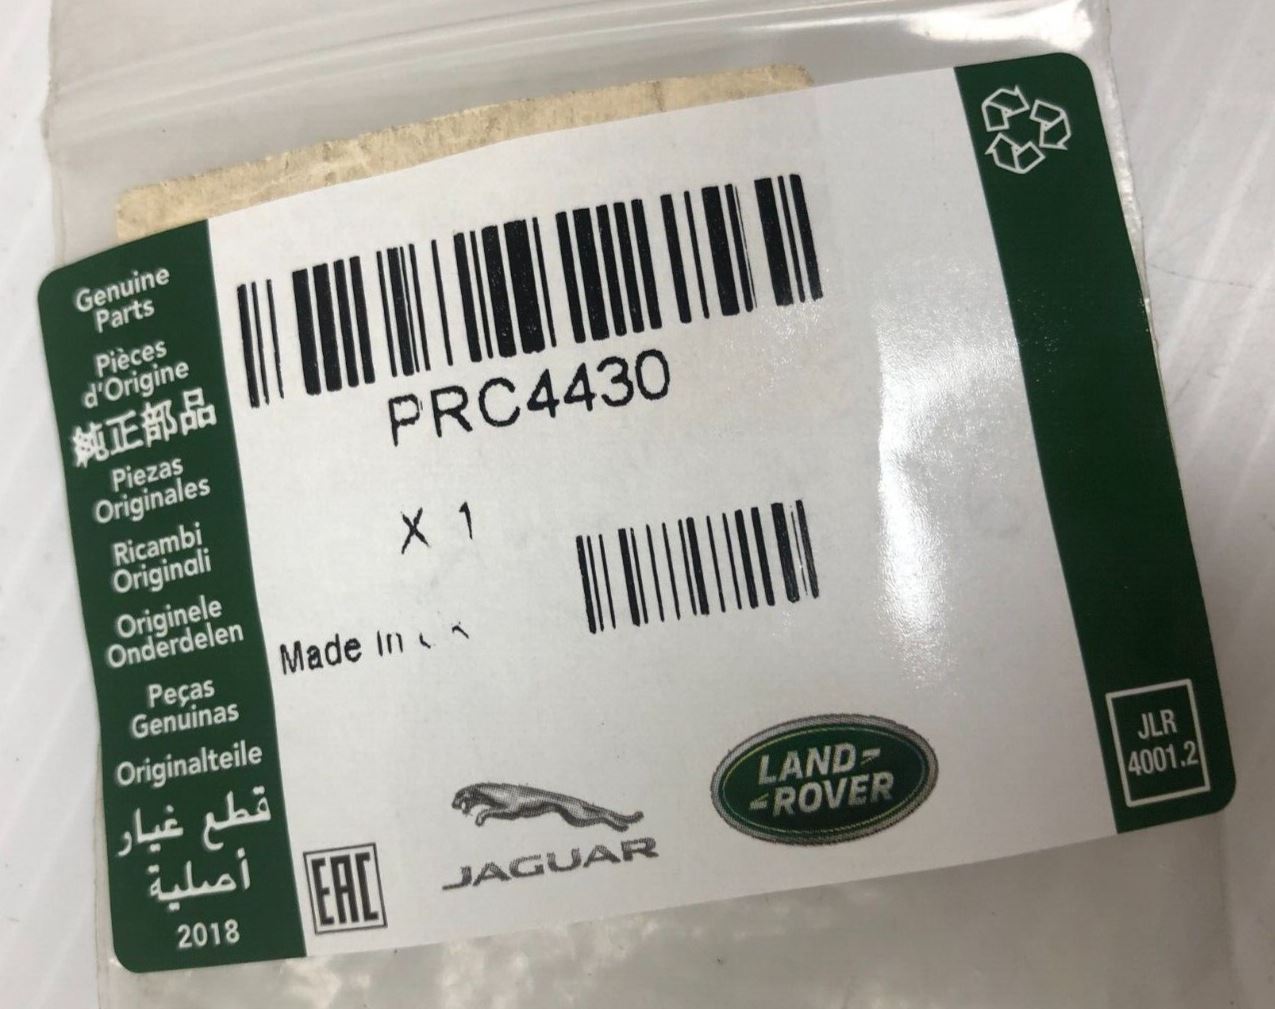 Genuine
Parts
Pièces
d'Origine
純正部品
Piezas
Originales
Ricambi
Originali
Originele
Onderdelen
Peças
Genuinas
Originalteile
قطع غيار
أصلية
2018
PRC4430
X 1
Made In
EAC
JAGUAR
LAND-
-ROVER
JLR
4001.2